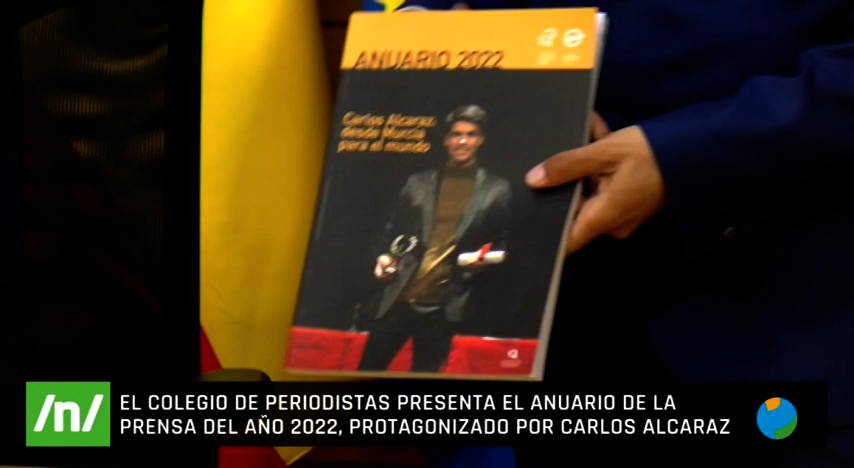 ANUARIO 2022
Carlos Alcaraz:
desde Murcia
para el mundo
/n/
EL COLEGIO DE PERIODISTAS PRESENTA EL ANUARIO DE LA
PRENSA DEL AÑO 2022, PROTAGONIZADO POR CARLOS ALCARAZ